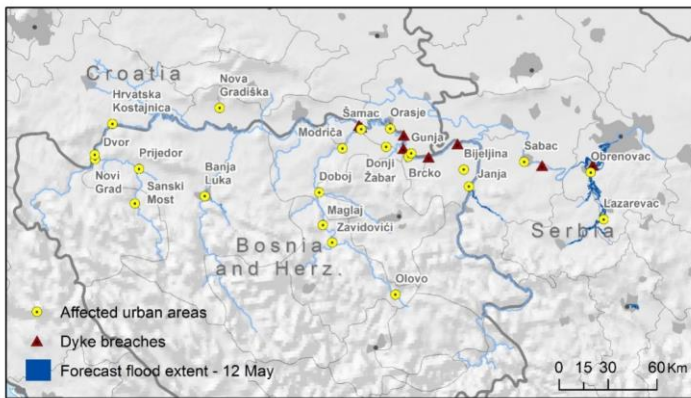 Croatia
Nova
Gradiška
Hrvatska
Kostajnica
Šamac
Orasje
Modriča
Gunja
Dvor
Prijedor
Banja
Luka
Donji
Žabar
Brčko
Bijeljina
Sabac
Obrenovac
Novi
Grad
Sanski
Most
Doboj
Janja
Maglaj
Zavidovići
Lazarevac
Bosnia
and Herz.
Serbia
Olovo
Affected urban areas
Dyke breaches
Forecast flood extent - 12 May
0 15 30 60 Km